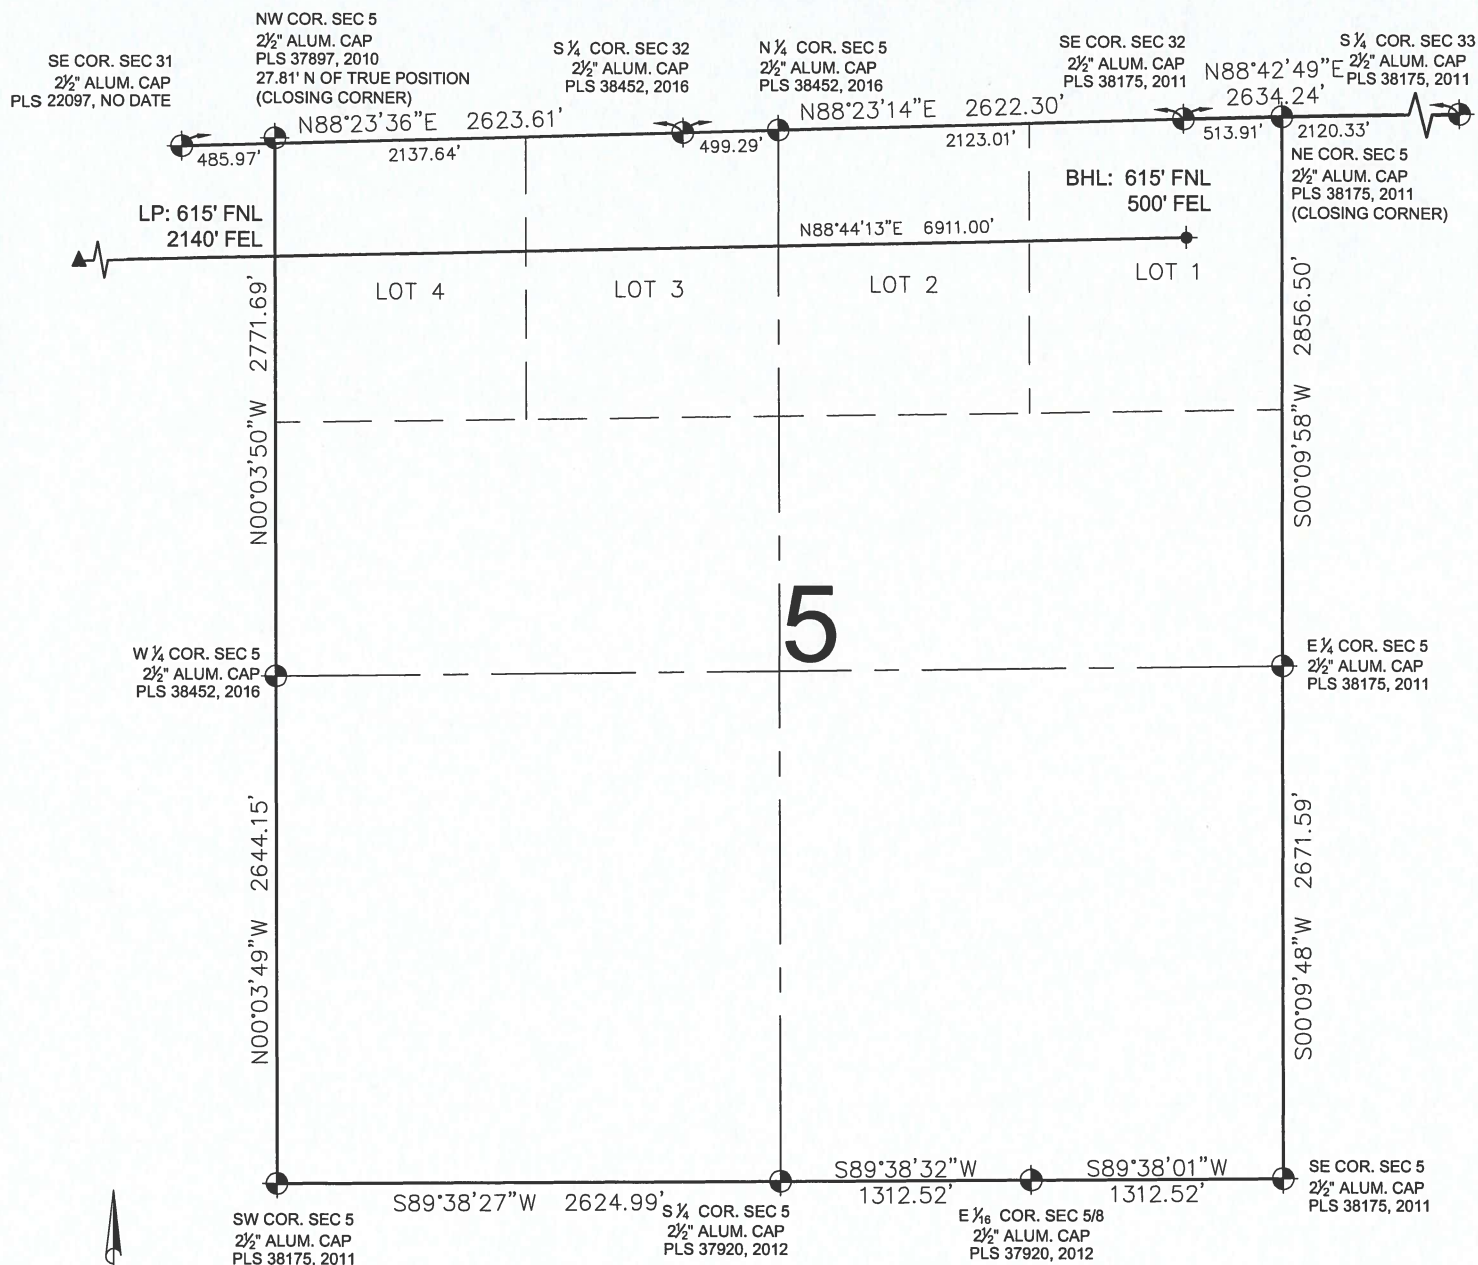 NW COR. SEC 5
2½" ALUM. CAP
PLS 37897, 2010
27.81' N OF TRUE POSITION
(CLOSING CORNER)
SE COR. SEC 31
2½" ALUM. CAP
PLS 22097, NO DATE
S ¼ COR. SEC 32
2½" ALUM. CAP
PLS 38452, 2016
N ¼ COR. SEC 5
2½" ALUM. CAP
PLS 38452, 2016
SE COR. SEC 32
2½" ALUM. CAP
PLS 38175, 2011
S ¼ COR. SEC 33
2½" ALUM. CAP
PLS 38175, 2011
N88°23'36"E 2623.61'
N88°23'14"E 2622.30'
N88°42'49"E
2634.24'
485.97'
2137.64'
499.29'
2123.01'
513.91'
2120.33'
NE COR. SEC 5
2½" ALUM. CAP
PLS 38175, 2011
(CLOSING CORNER)
BHL: 615' FNL
500' FEL
LP: 615' FNL
2140' FEL
N88°44'13"E 6911.00'
LOT 4
LOT 3
LOT 2
LOT 1
N00°03'50"W 2771.69'
S00°09'58"W 2856.50'
5
W ¼ COR. SEC 5
2½" ALUM. CAP
PLS 38452, 2016
E ¼ COR. SEC 5
2½" ALUM. CAP
PLS 38175, 2011
N00°03'49"W 2644.15'
S00°09'48"W 2671.59'
S89°38'27"W 2624.99'
S89°38'32"W
1312.52'
S89°38'01"W
1312.52'
SW COR. SEC 5
2½" ALUM. CAP
PLS 38175, 2011
S ¼ COR. SEC 5
2½" ALUM. CAP
PLS 37920, 2012
E ⅟16 COR. SEC 5/8
2½" ALUM. CAP
PLS 37920, 2012
SE COR. SEC 5
2½" ALUM. CAP
PLS 38175, 2011